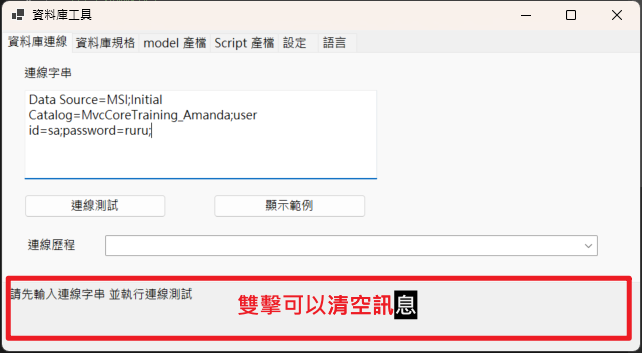 資料庫工具
資料庫連線 資料庫規格 model 產檔 Script 產檔 設定 語言
連線字串
Data Source=MSI;Initial
Catalog=MvcCoreTraining_Amanda;user
id=sa;password=ruru;
連線測試 顯示範例
連線歷程
請先輸入連線字串 並執行連線測試
雙擊可以清空訊息